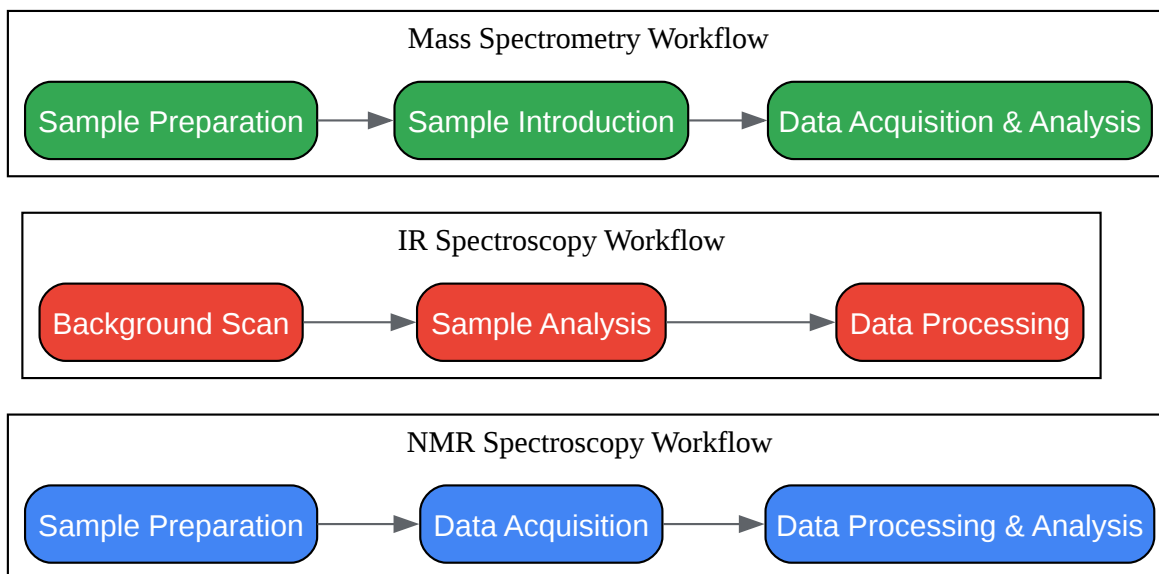 Mass Spectrometry Workflow
Sample Preparation
Sample Introduction
Data Acquisition & Analysis
IR Spectroscopy Workflow
Background Scan
Sample Analysis
Data Processing
NMR Spectroscopy Workflow
Sample Preparation
Data Acquisition
Data Processing & Analysis